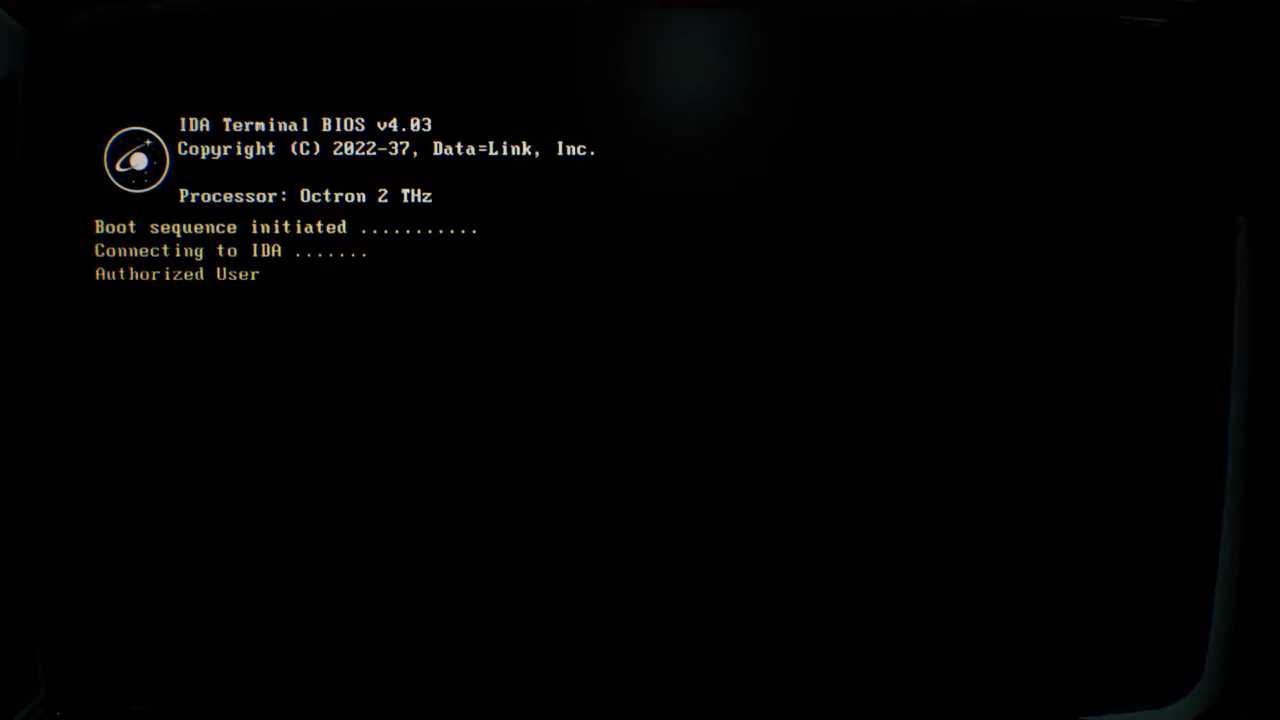 IDA Terminal BIOS v4.03
Copyright (C) 2022-37, Data=Link, Inc.
Processor: Octron 2 THz
Boot sequence initiated ...........
Connecting to IDA .......
Authorized User